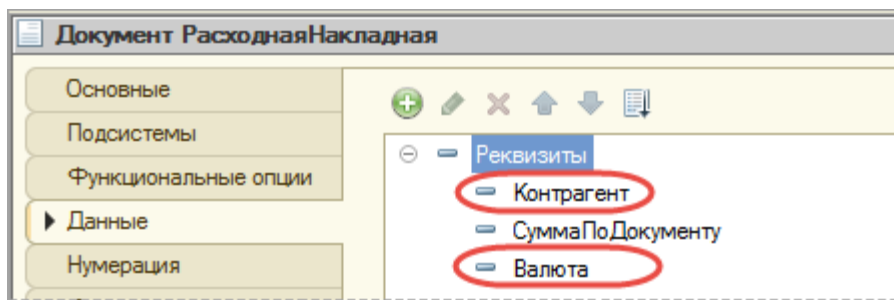 Документ РасходнаяНакладная
Основные
Подсистемы
Функциональные опции
Данные
Нумерация
Реквизиты
Контрагент
СуммаПоДокументу
Валюта